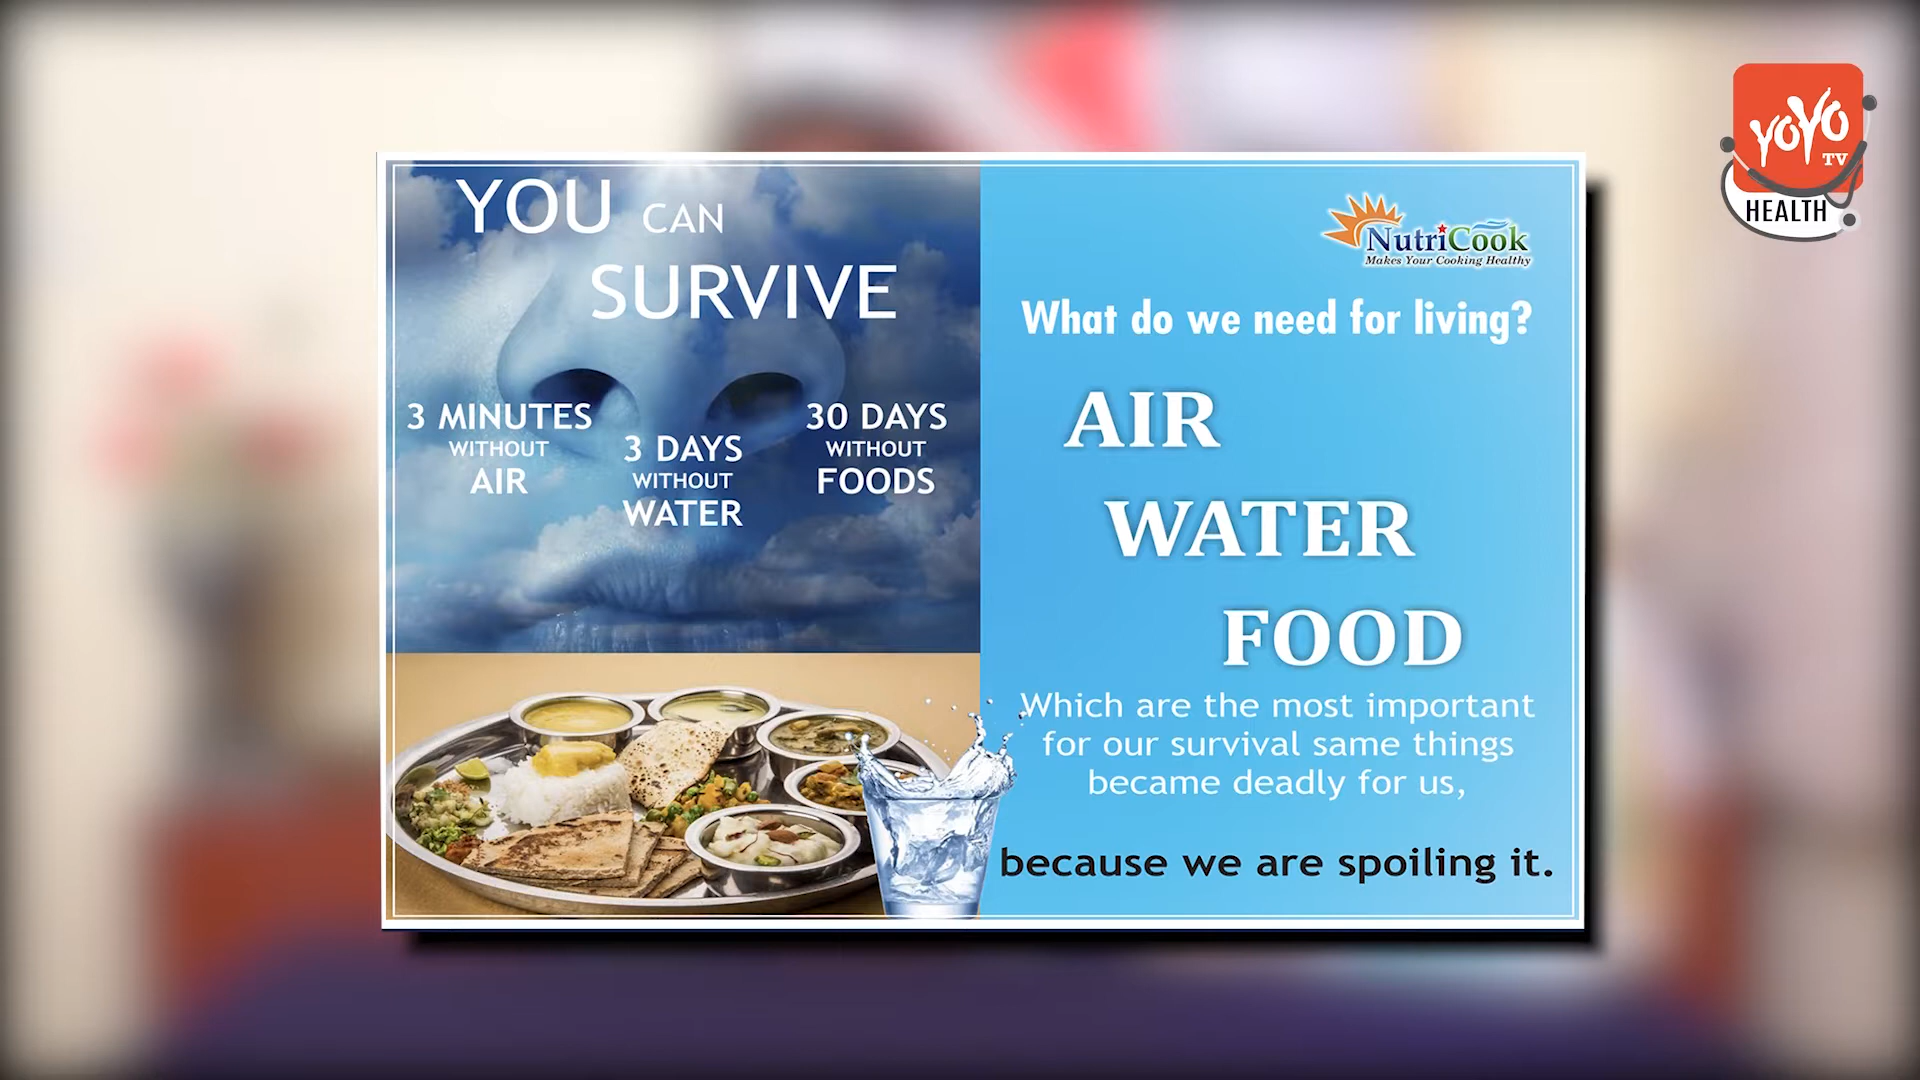 YOU CAN
SURVIVE
3 MINUTES
WITHOUT
AIR
3 DAYS
WITHOUT
WATER
30 DAYS
WITHOUT
FOODS
NutriCook
Makes Your Cooking Healthy
What do we need for living?
AIR
WATER
FOOD
Which are the most important
for our survival same things
became deadly for us,
because we are spoiling it.
YOYO
TV
HEALTH